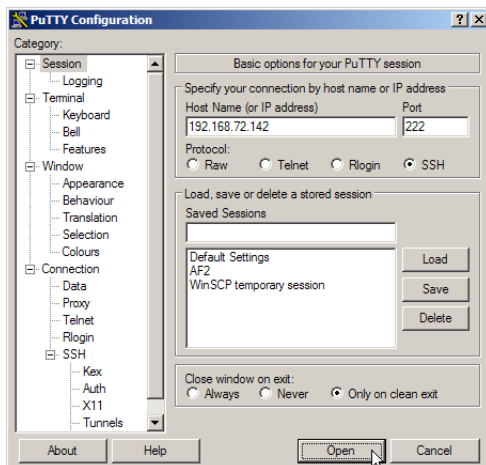 PuTTY Configuration
Category:
Session
Logging
Terminal
Keyboard
Bell
Features
Window
Appearance
Behaviour
Translation
Selection
Colours
Connection
Data
Proxy
Telnet
Rlogin
SSH
Kex
Auth
X11
Tunnels
Basic options for your PuTTY session
Specify your connection by host name or IP address
Host Name (or IP address) Port
192.168.72.142 222
Protocol:
Raw Telnet Rlogin SSH
Load, save or delete a stored session
Saved Sessions
Default Settings
AF2
WinSCP temporary session
Load
Save
Delete
Close window on exit:
Always Never Only on clean exit
About Help Open Cancel